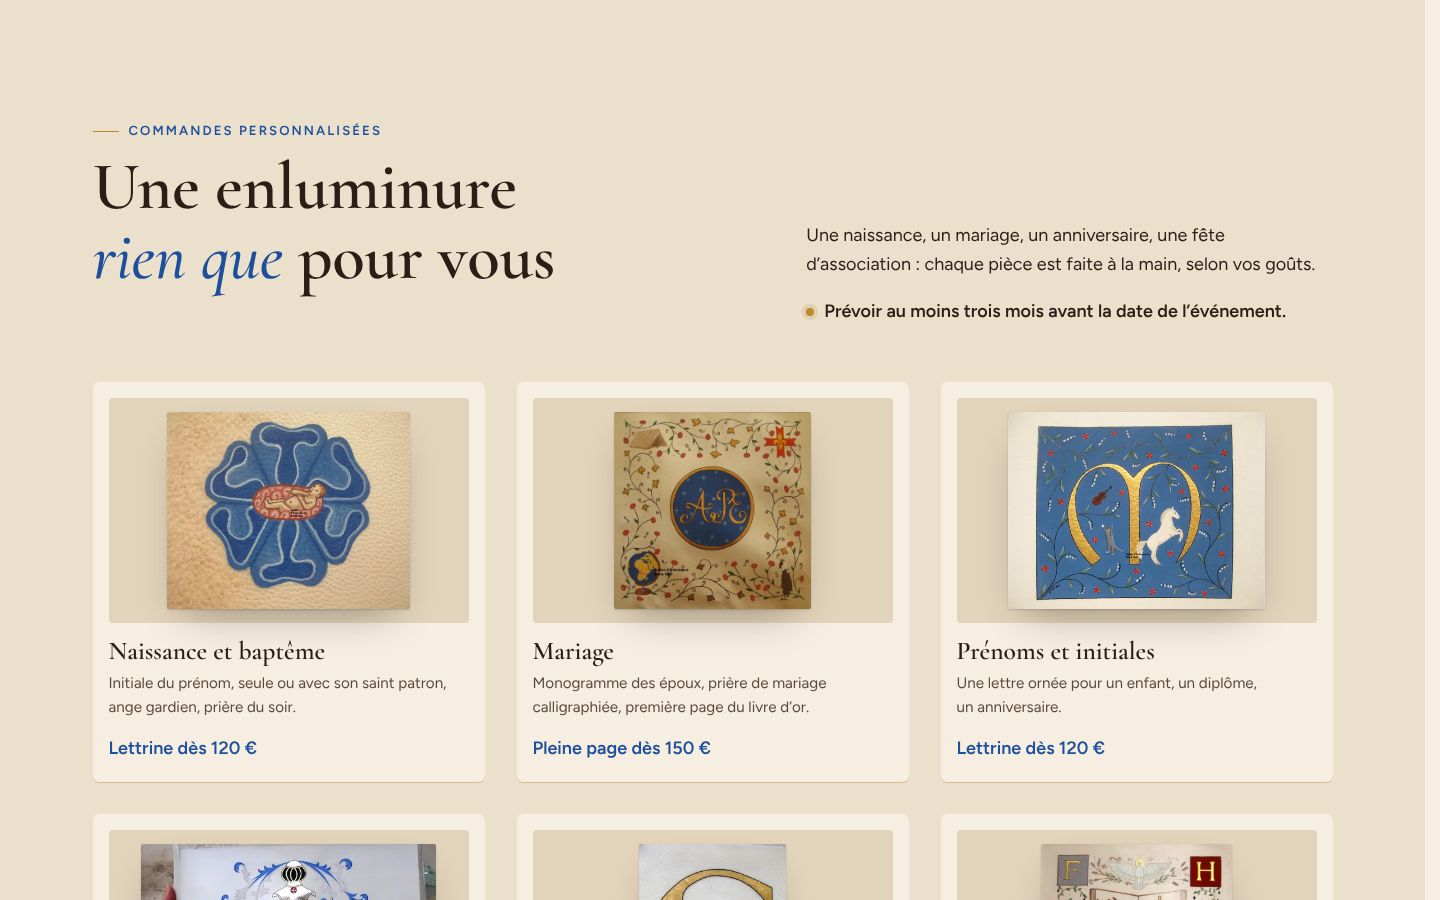 COMMANDES PERSONNALISÉES
Une enluminure
rien que pour vous
Une naissance, un mariage, un anniversaire, une fête
d’association : chaque pièce est faite à la main, selon vos goûts.
Prévoir au moins trois mois avant la date de l’événement.
Naissance et baptême
Initiale du prénom, seule ou avec son saint patron,
ange gardien, prière du soir.
Lettrine dès 120 €
A&E
Mariage
Monogramme des époux, prière de mariage
calligraphiée, première page du livre d’or.
Pleine page dès 150 €
M
Prénoms et initiales
Une lettre ornée pour un enfant, un diplôme,
un anniversaire.
Lettrine dès 120 €
F
H